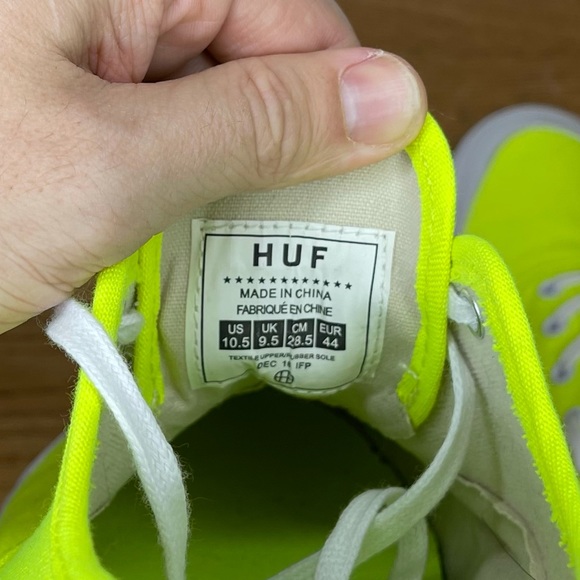 HUF
★★★★★★★★★★★
MADE IN CHINA
FABRIQUÉ EN CHINE
US UK CM EUR
10.5 9.5 28.5 44
TEXTILE UPPER/RUBBER SOLE
DEC IFP